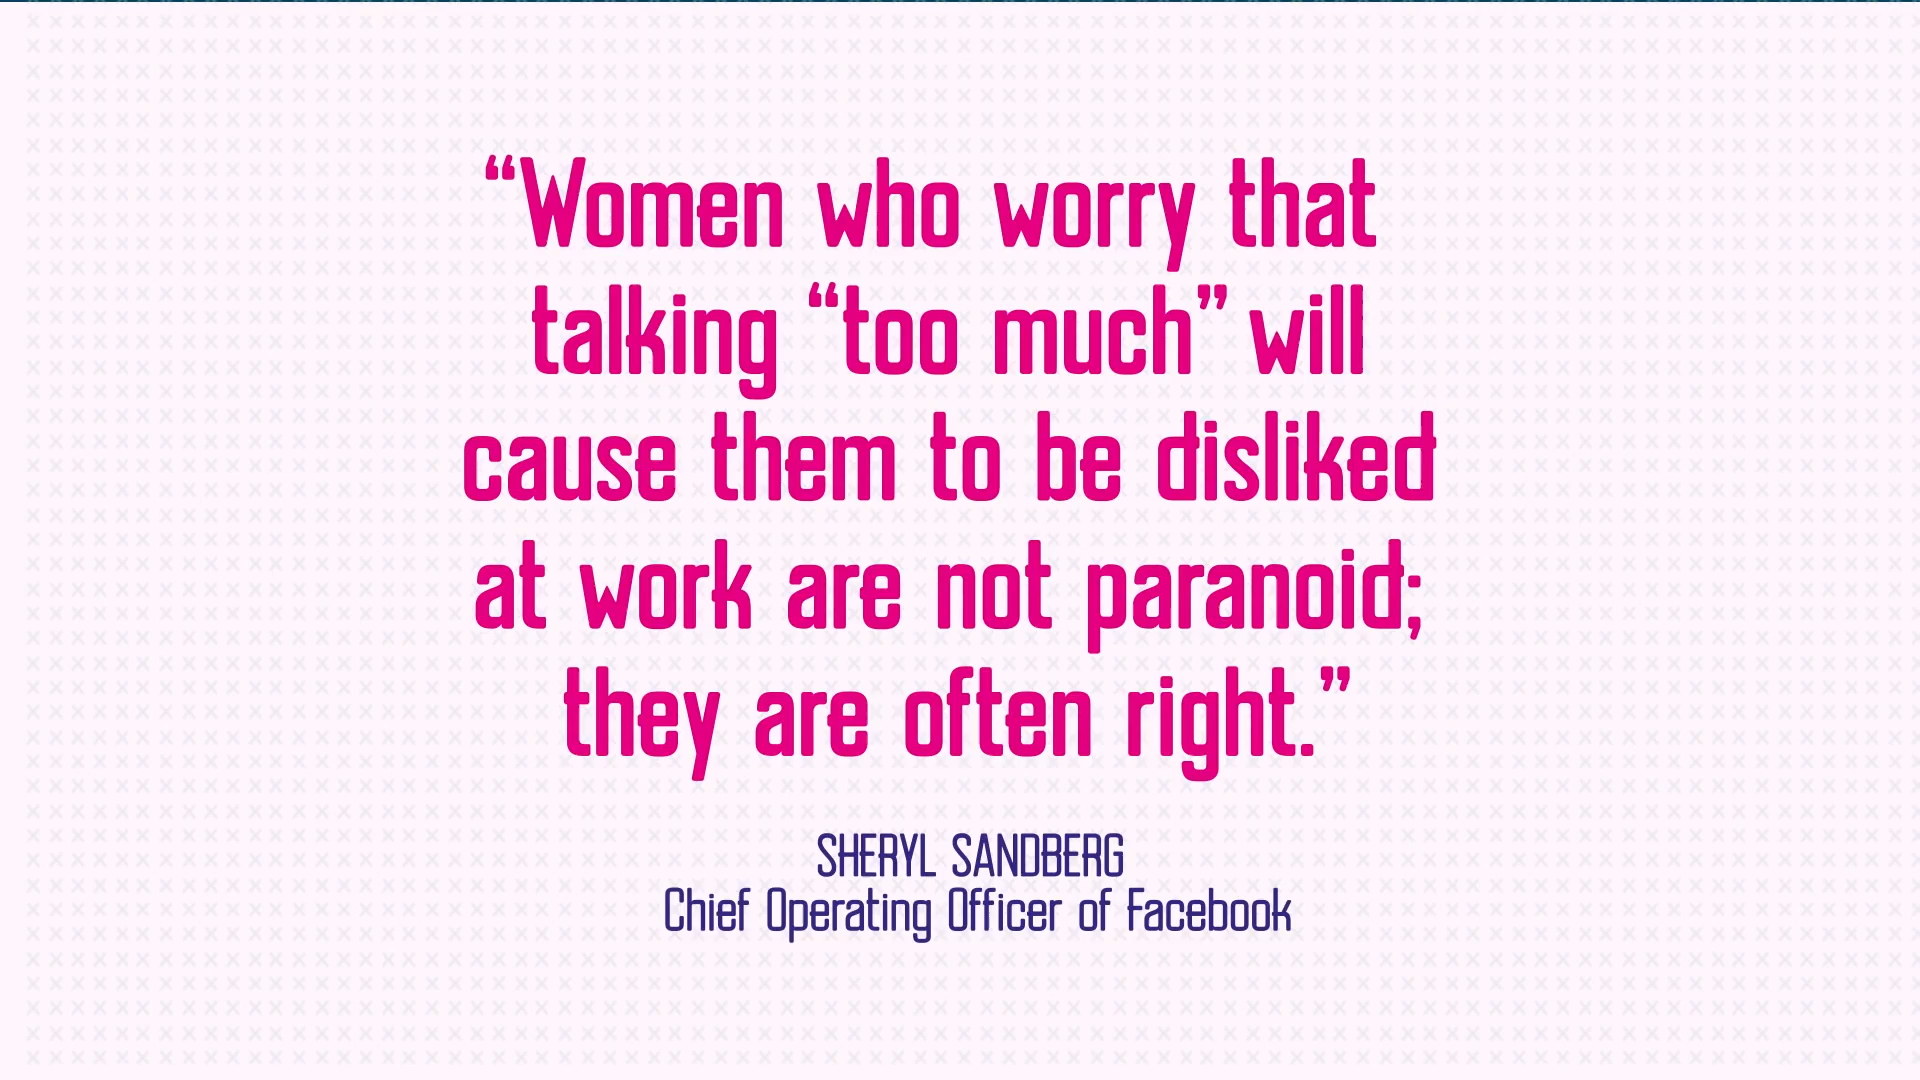 “Women who worry that
talking “too much” will
cause them to be disliked
at work are not paranoid;
they are often right.”
SHERYL SANDBERG
Chief Operating Officer of Facebook